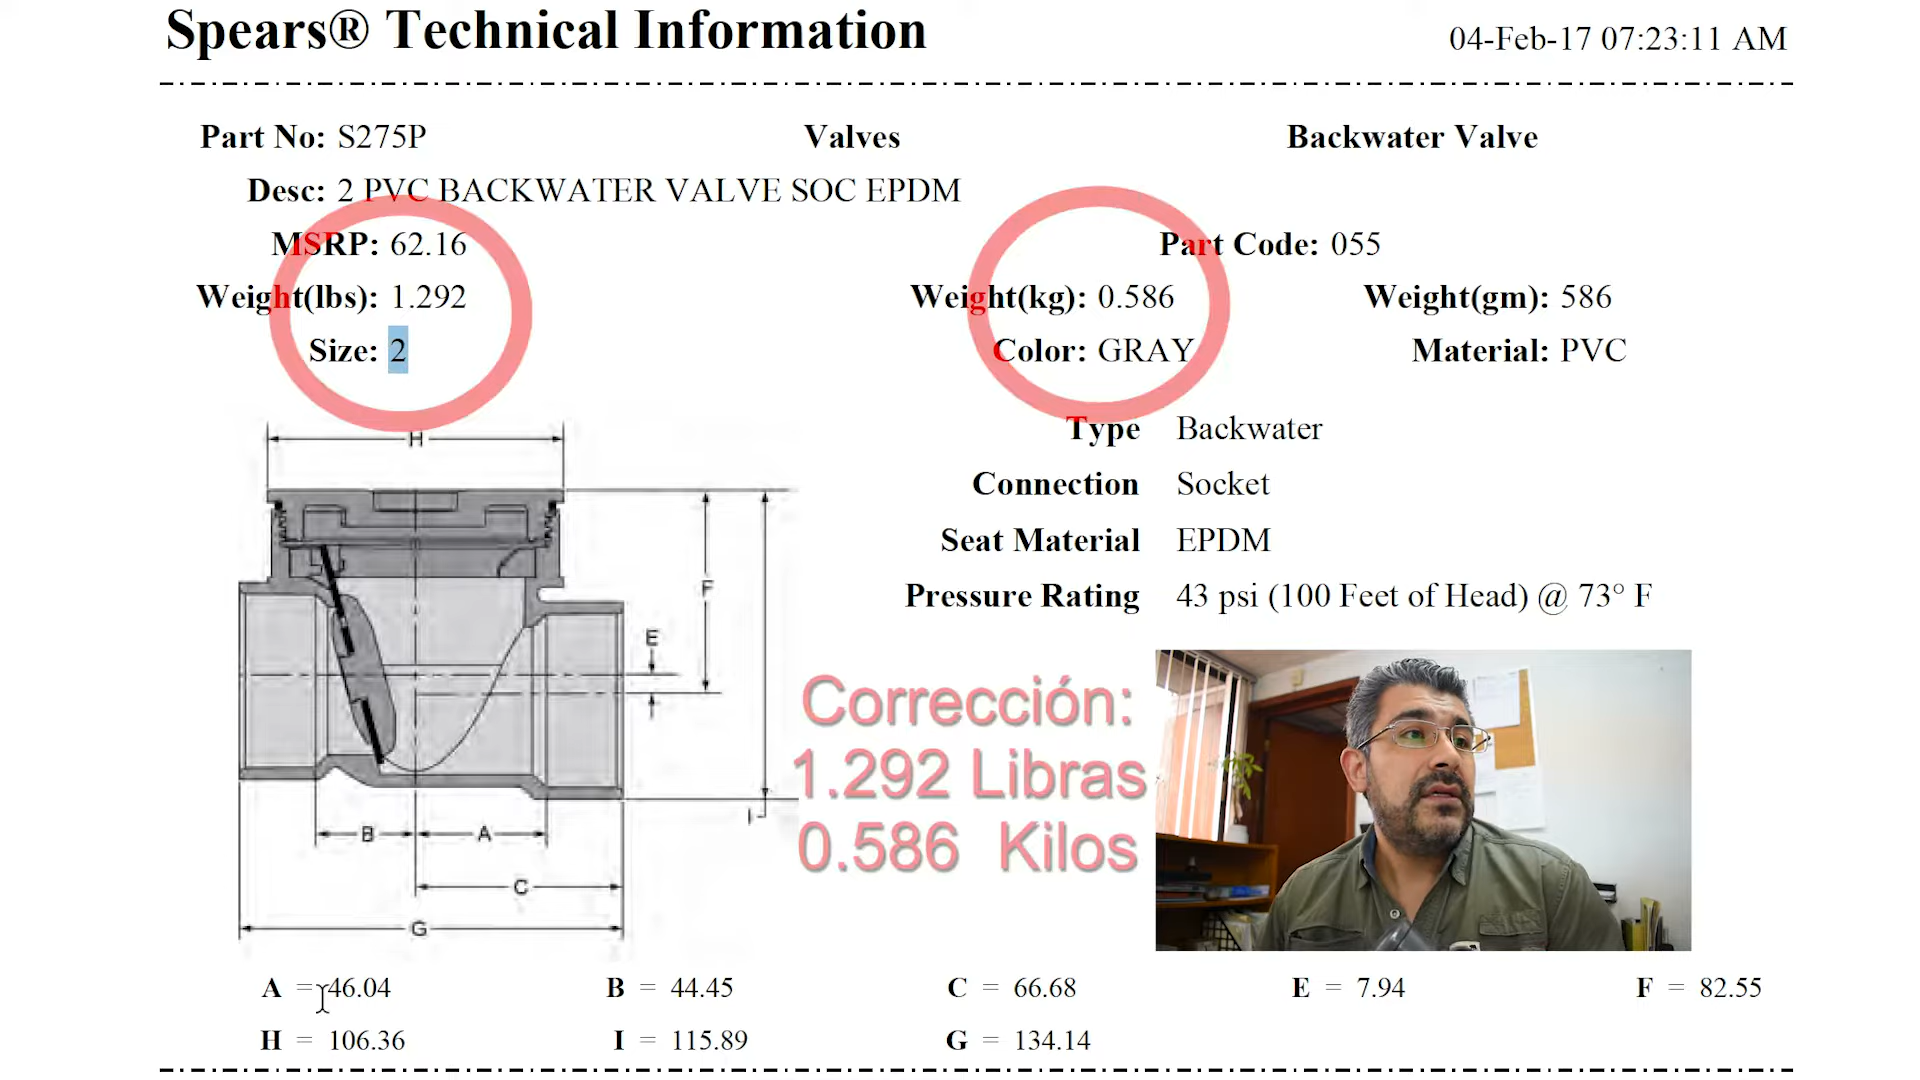 Spears® Technical Information
04-Feb-17 07:23:11 AM
Part No: S275P
Valves
Backwater Valve
Desc: 2 PVC BACKWATER VALVE SOC EPDM
MSRP: 62.16
Part Code: 055
Weight(lbs): 1.292
Weight(kg): 0.586
Weight(gm): 586
Size: 2
Color: GRAY
Material: PVC
Type Backwater
Connection Socket
Seat Material EPDM
Pressure Rating 43 psi (100 Feet of Head) @ 73° F
H
F
E
I
B
A
C
G
Corrección:
1.292 Libras
0.586 Kilos
A = 46.04
B = 44.45
C = 66.68
E = 7.94
F = 82.55
H = 106.36
I = 115.89
G = 134.14